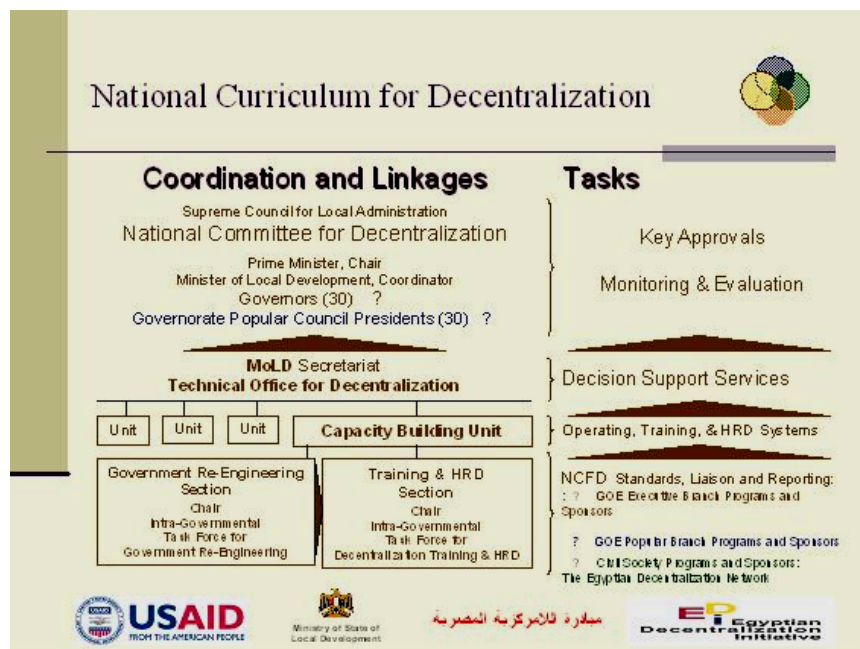 National Curriculum for Decentralization
Coordination and Linkages
Supreme Council for Local Administration
National Committee for Decentralization
Prime Minister, Chair
Minister of Local Development, Coordinator
Governors (30) ?
Governorate Popular Council Presidents (30) ?
MoLD Secretariat
Technical Office for Decentralization
Unit
Unit
Unit
Capacity Building Unit
Government Re-Engineering
Section
Chair
Intra-Governmental
Task Force for
Government Re-Engineering
Training & HRD
Section
Chair
Intra-Governmental
Task Force for
Decentralization Training & HRD
Tasks
Key Approvals
Monitoring & Evaluation
Decision Support Services
Operating, Training, & HRD Systems
NCFD Standards, Liaison and Reporting:
: ? GOE Executive Branch Programs and
Sponsors
? GOE Popular Branch Programs and Sponsors
? Civil Society Programs and Sponsors:
The Egyptian Decentralization Network
USAID
FROM THE AMERICAN PEOPLE
Ministry of State of
Local Development
مبادرة للامركزية المصرية
EDI Egyptian
Decentralization
Initiative